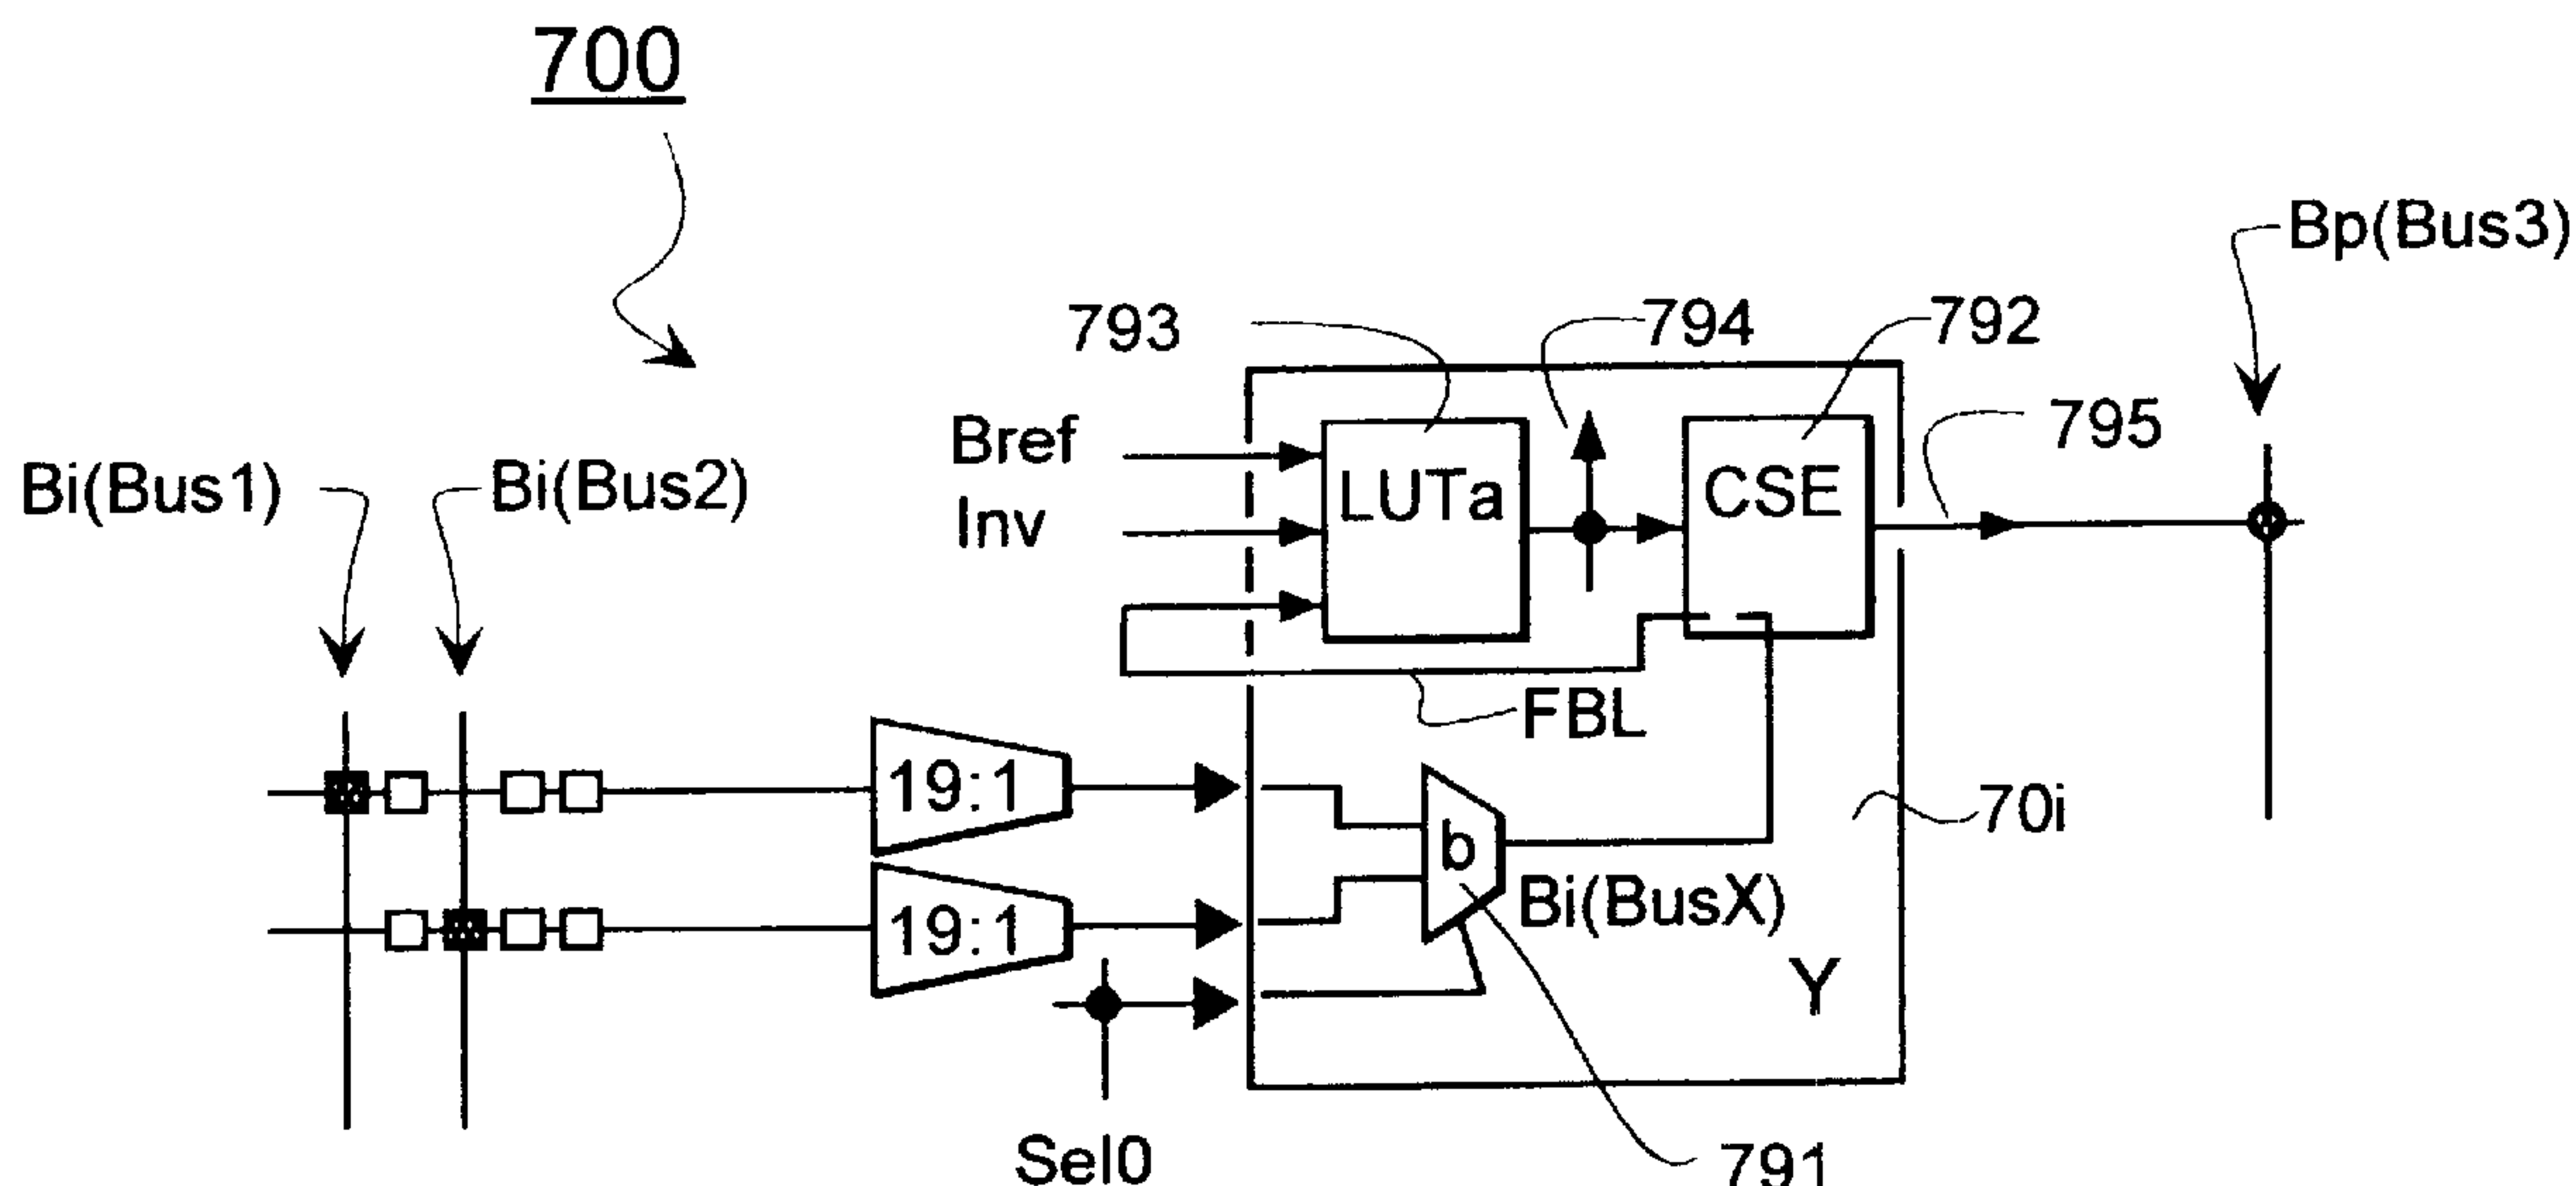 700
Bp(Bus3)
793
794
792
795
Bref
Inv
LUTa
CSE
Bi(Bus1)
Bi(Bus2)
FBL
19:1
19:1
b
Bi(BusX)
70i
Y
Sel0
791